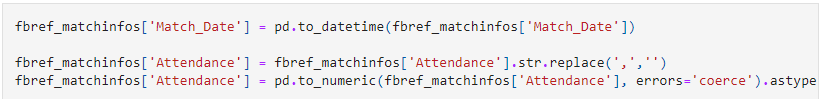 fbref_matchinfos['Match_Date'] = pd.to_datetime(fbref_matchinfos['Match_Date'])
fbref_matchinfos['Attendance'] = fbref_matchinfos['Attendance'].str.replace(',','')
fbref_matchinfos['Attendance'] = pd.to_numeric(fbref_matchinfos['Attendance'], errors='coerce').astype